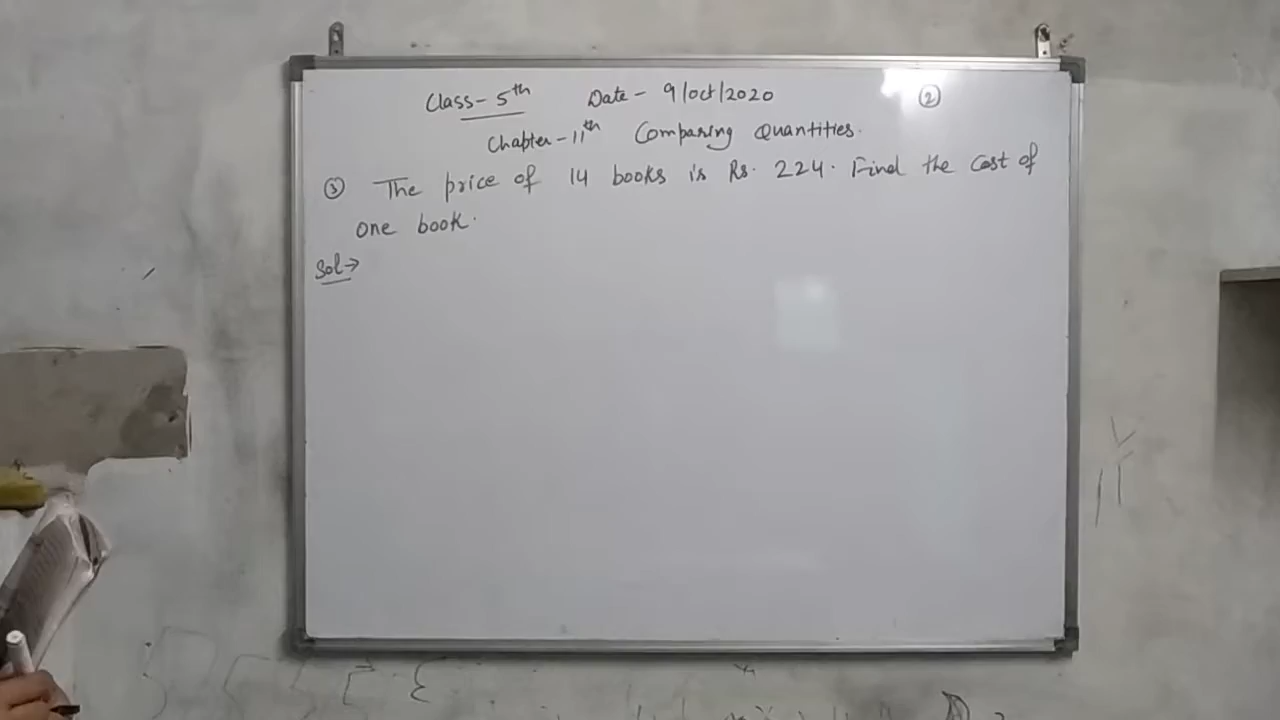 Class - 5th Date - 9/oct/2020 ②
Chapter - 11th Comparing Quantities.
③ The price of 14 books is Rs. 224. Find the cost of
one book.
Sol→